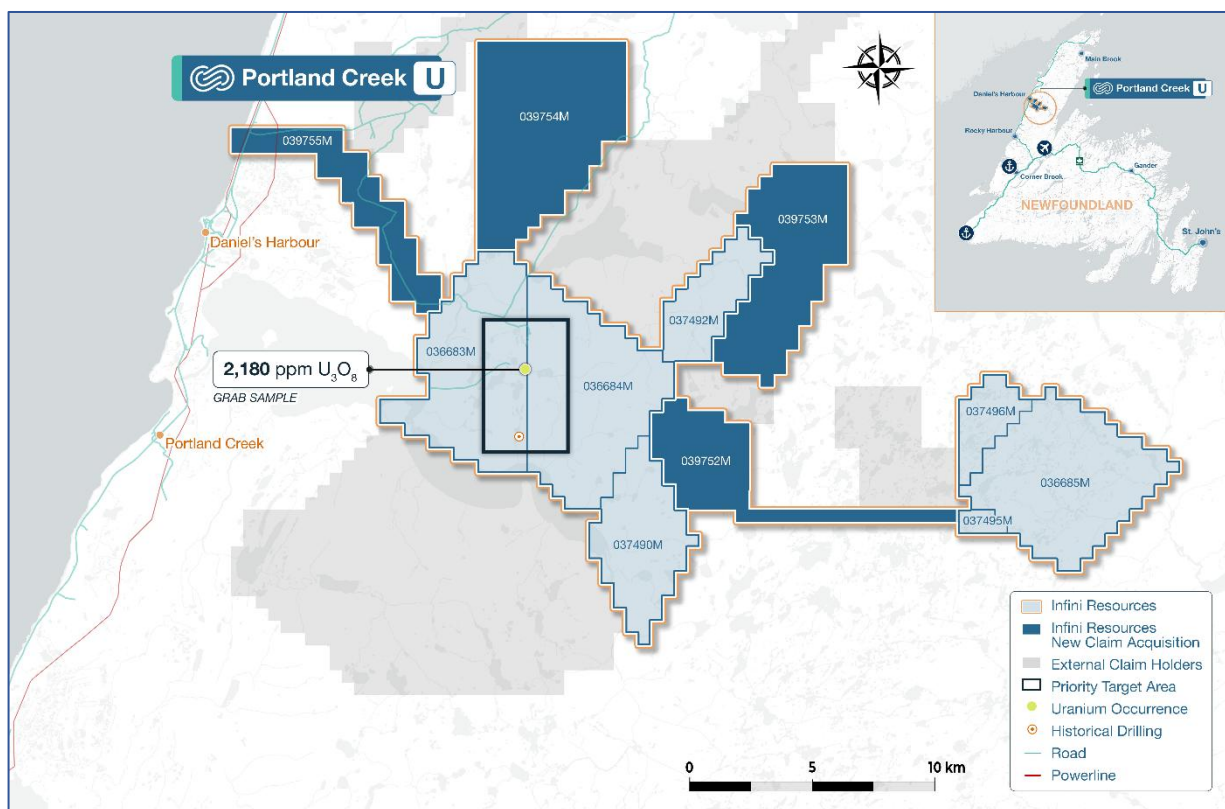 Portland Creek U
039755M
039754M
039753M
037492M
036683M
036684M
2,180 ppm U₃O₈
GRAB SAMPLE
Daniel's Harbour
Portland Creek
039752M
037490M
037496M
036685M
037495M
Main Brook
Daniel's Harbour
Portland Creek U
Rocky Harbour
Corner Brook
Gander
NEWFOUNDLAND
St. John's
Infini Resources
Infini Resources
New Claim Acquisition
External Claim Holders
Priority Target Area
Uranium Occurrence
Historical Drilling
Road
Powerline
0 5 10 km